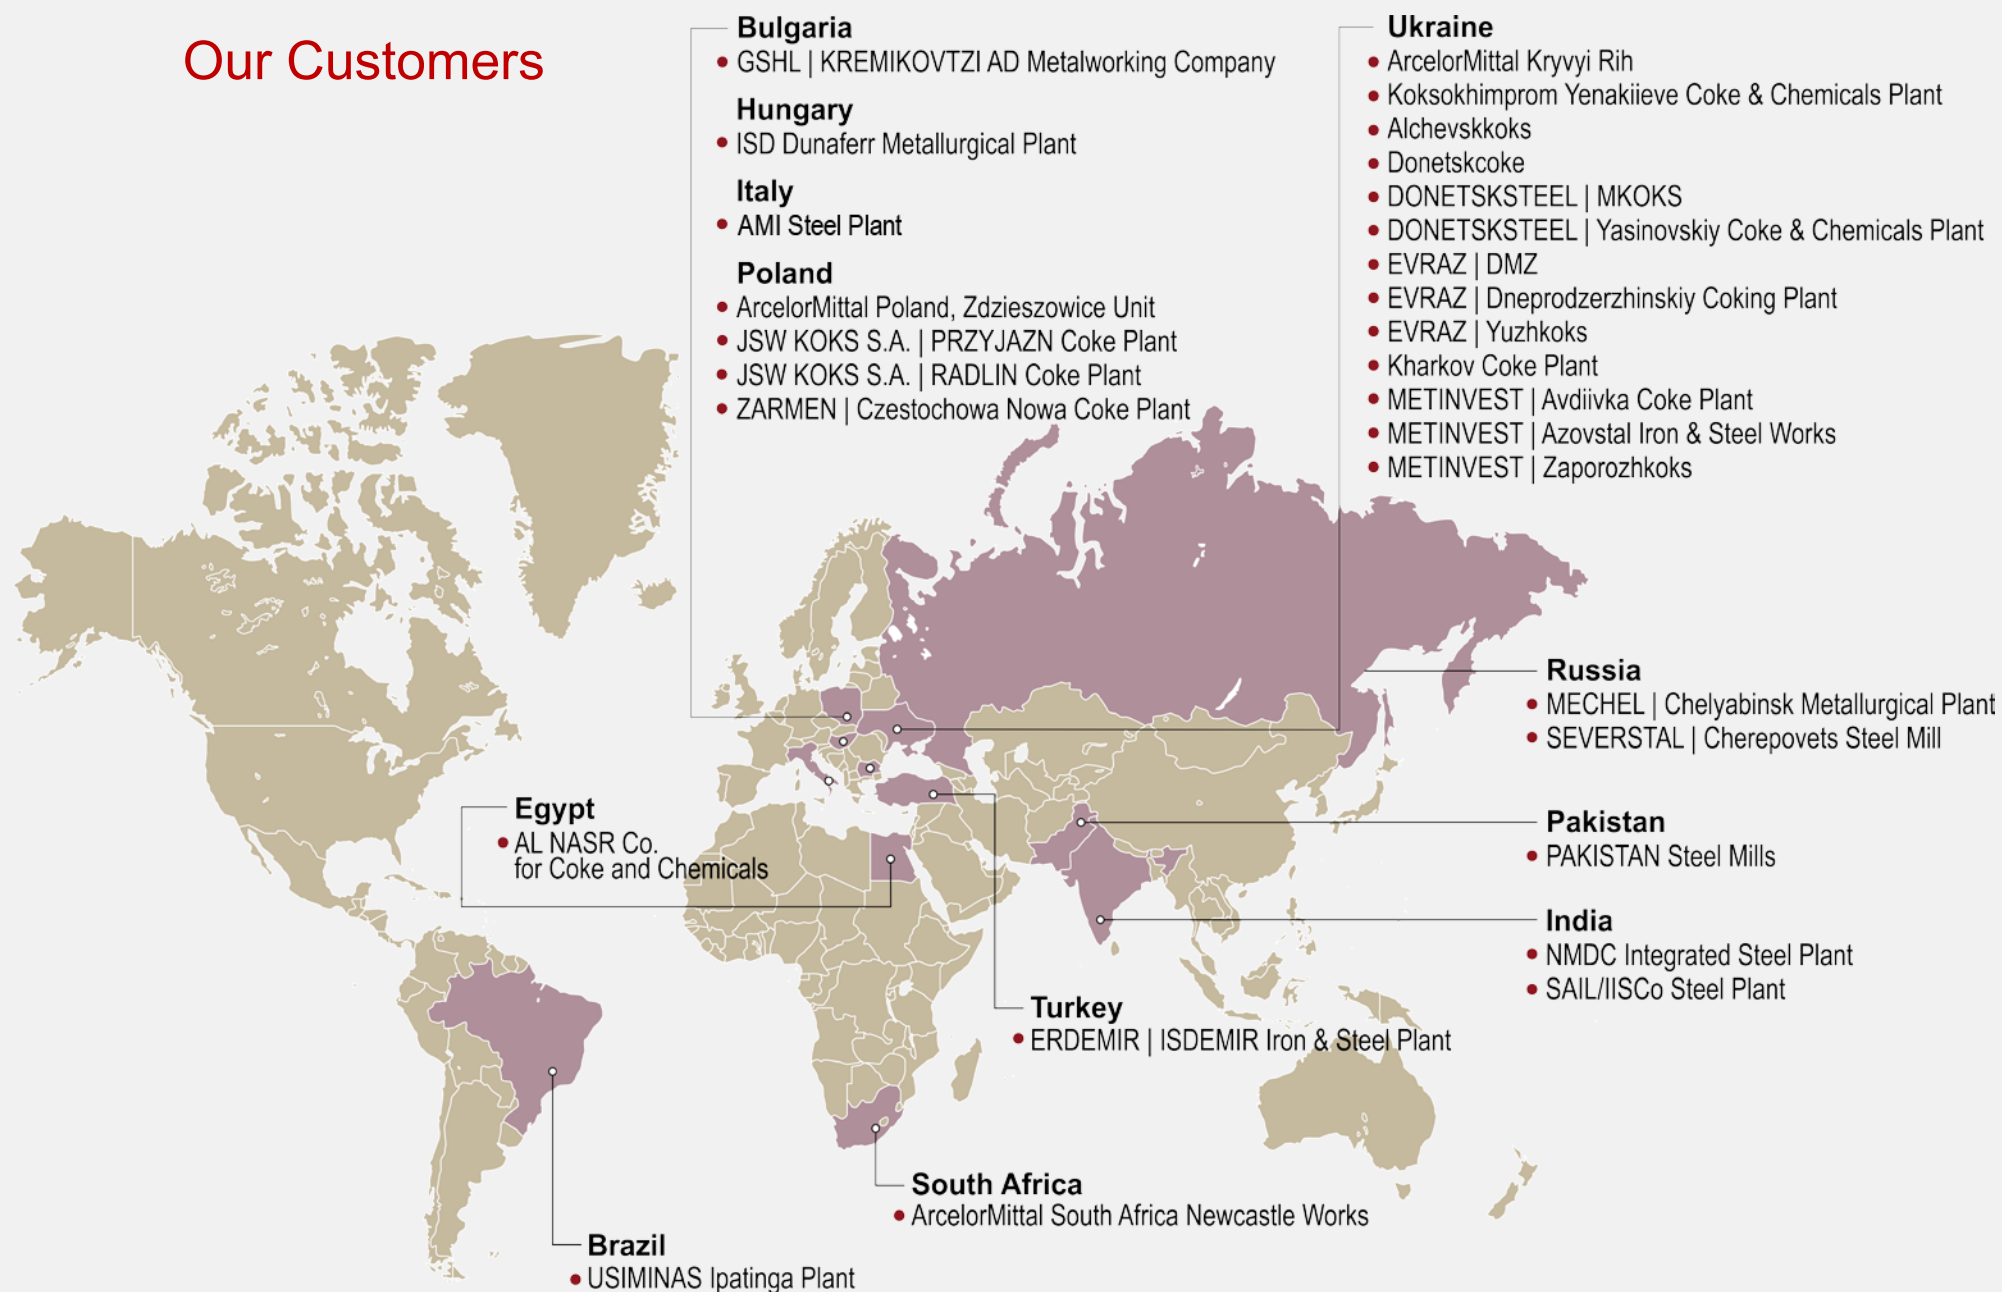 Our Customers
Bulgaria
GSHL | KREMIKOVTZI AD Metalworking Company
Hungary
ISD Dunaferr Metallurgical Plant
Italy
AMI Steel Plant
Poland
ArcelorMittal Poland, Zdzieszowice Unit
JSW KOKS S.A. | PRZYJAZN Coke Plant
JSW KOKS S.A. | RADLIN Coke Plant
ZARMEN | Czestochowa Nowa Coke Plant
Ukraine
ArcelorMittal Kryvyi Rih
Koksokhimprom Yenakiieve Coke & Chemicals Plant
Alchevskkoks
Donetskcoke
DONETSKSTEEL | MKOKS
DONETSKSTEEL | Yasinovskiy Coke & Chemicals Plant
EVRAZ | DMZ
EVRAZ | Dneprodzerzhinskiy Coking Plant
EVRAZ | Yuzhkoks
Kharkov Coke Plant
METINVEST | Avdiivka Coke Plant
METINVEST | Azovstal Iron & Steel Works
METINVEST | Zaporozhkoks
Russia
MECHEL | Chelyabinsk Metallurgical Plant
SEVERSTAL | Cherepovets Steel Mill
Egypt
AL NASR Co.
for Coke and Chemicals
Pakistan
PAKISTAN Steel Mills
India
NMDC Integrated Steel Plant
SAIL/IISCo Steel Plant
Turkey
ERDEMIR | ISDEMIR Iron & Steel Plant
South Africa
ArcelorMittal South Africa Newcastle Works
Brazil
USIMINAS Ipatinga Plant